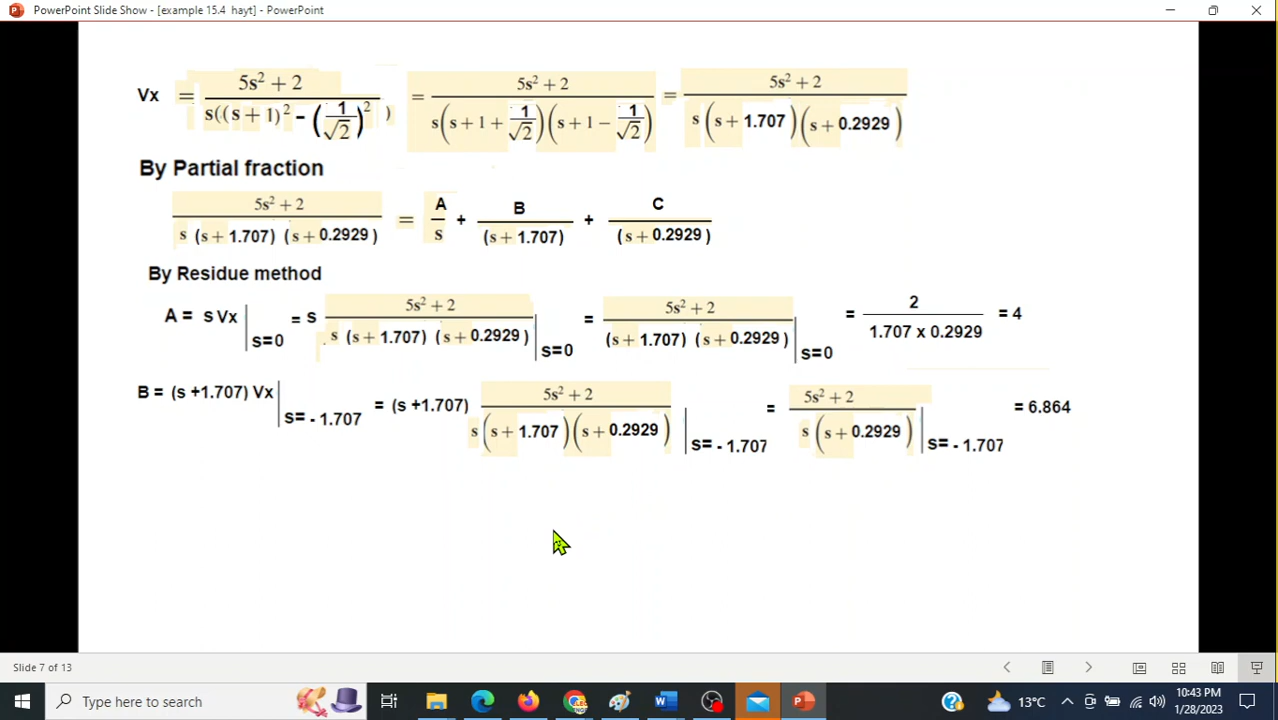 PowerPoint Slide Show - [example 15.4 hayt] - PowerPoint
Vx = (5s² + 2)/(s((s + 1)² - (1/√2)²)) = (5s² + 2)/(s(s + 1 + 1/√2)(s + 1 − 1/√2)) = (5s² + 2)/(s(s + 1.707)(s + 0.2929))
By Partial fraction
(5s² + 2)/(s (s + 1.707) (s + 0.2929)) = A/s + B/(s + 1.707) + C/(s + 0.2929)
By Residue method
A = s Vx | s=0 = s (5s² + 2)/(s (s + 1.707) (s + 0.2929)) | s=0 = (5s² + 2)/((s + 1.707) (s + 0.2929)) | s=0 = 2/(1.707 x 0.2929) = 4
B = (s +1.707) Vx | s= - 1.707 = (s +1.707) (5s² + 2)/(s(s + 1.707)(s + 0.2929)) | s= - 1.707 = (5s² + 2)/(s(s + 0.2929)) | s= - 1.707 = 6.864
Slide 7 of 13
Type here to search
13°C
10:43 PM
1/28/2023